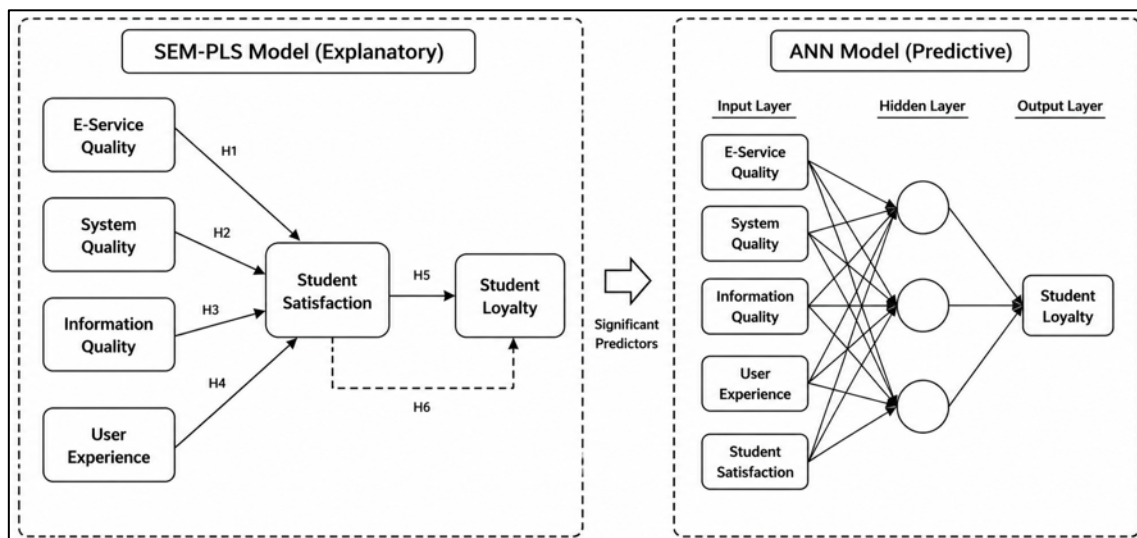 SEM-PLS Model (Explanatory)
E-Service
Quality
H1
System
Quality
H2
Information
Quality
H3
User
Experience
H4
Student
Satisfaction
H5
Student
Loyalty
H6
Significant
Predictors
ANN Model (Predictive)
Input Layer
Hidden Layer
Output Layer
E-Service
Quality
System
Quality
Information
Quality
User
Experience
Student
Satisfaction
Student
Loyalty